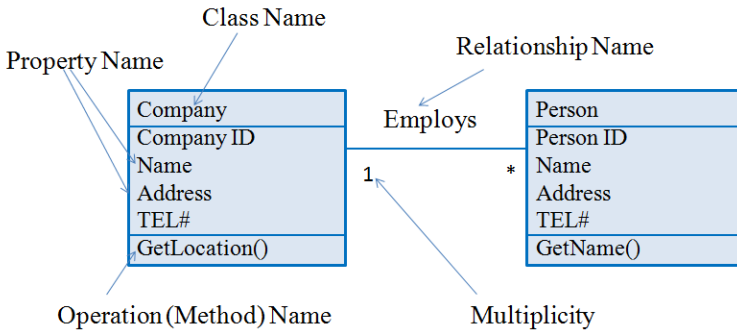 Class Name
Property Name
Relationship Name
Company
Company ID
Name
Address
TEL#
GetLocation()
Employs
1
*
Person
Person ID
Name
Address
TEL#
GetName()
Operation (Method) Name
Multiplicity